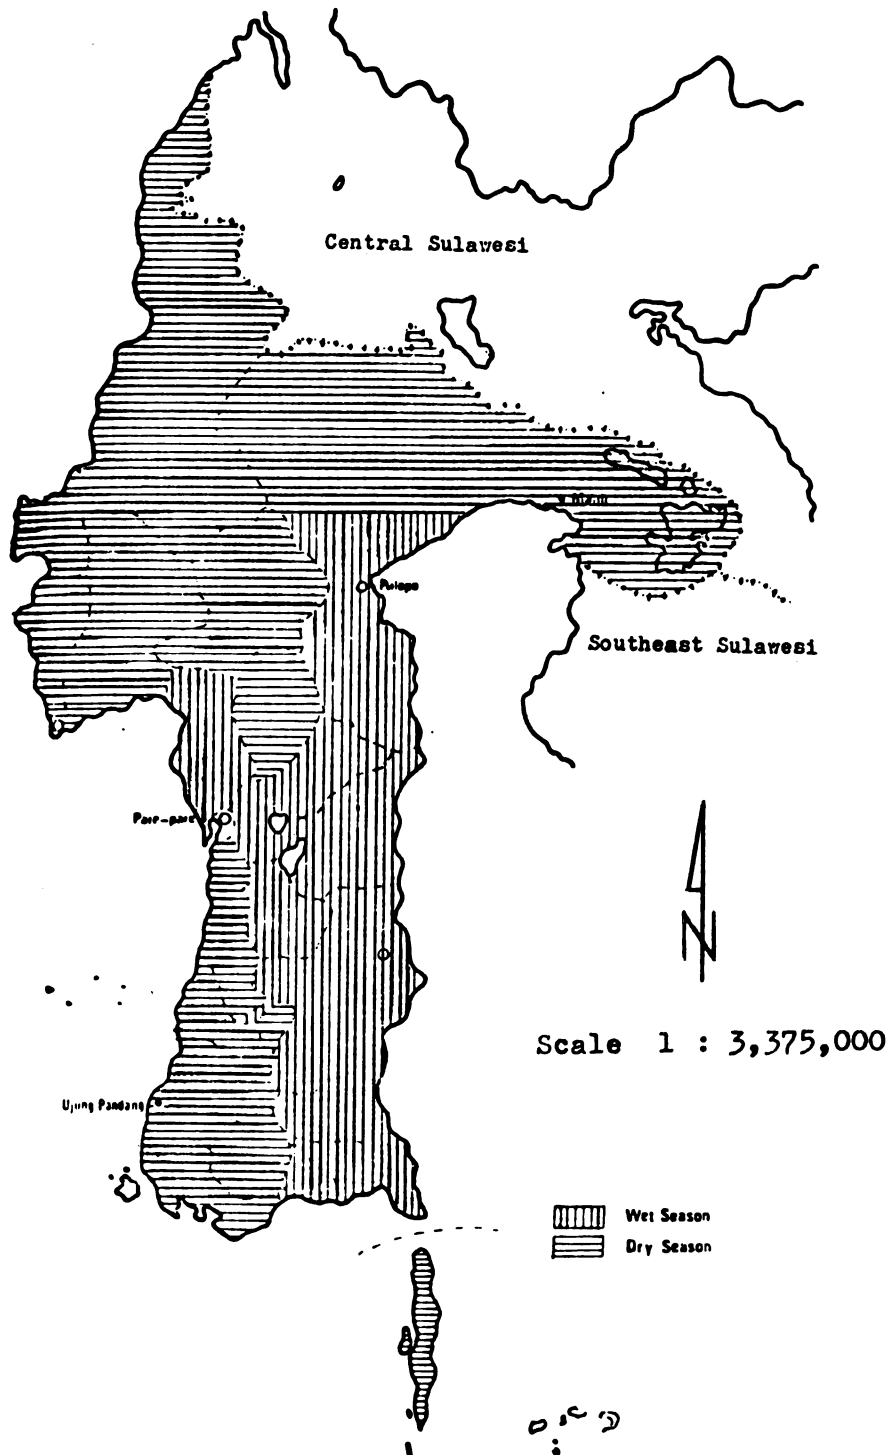 Central Sulawesi
Palopo
Southeast Sulawesi
Pare-pare
N
Scale 1 : 3,375,000
Ujung Pandang
Wet Season
Dry Season